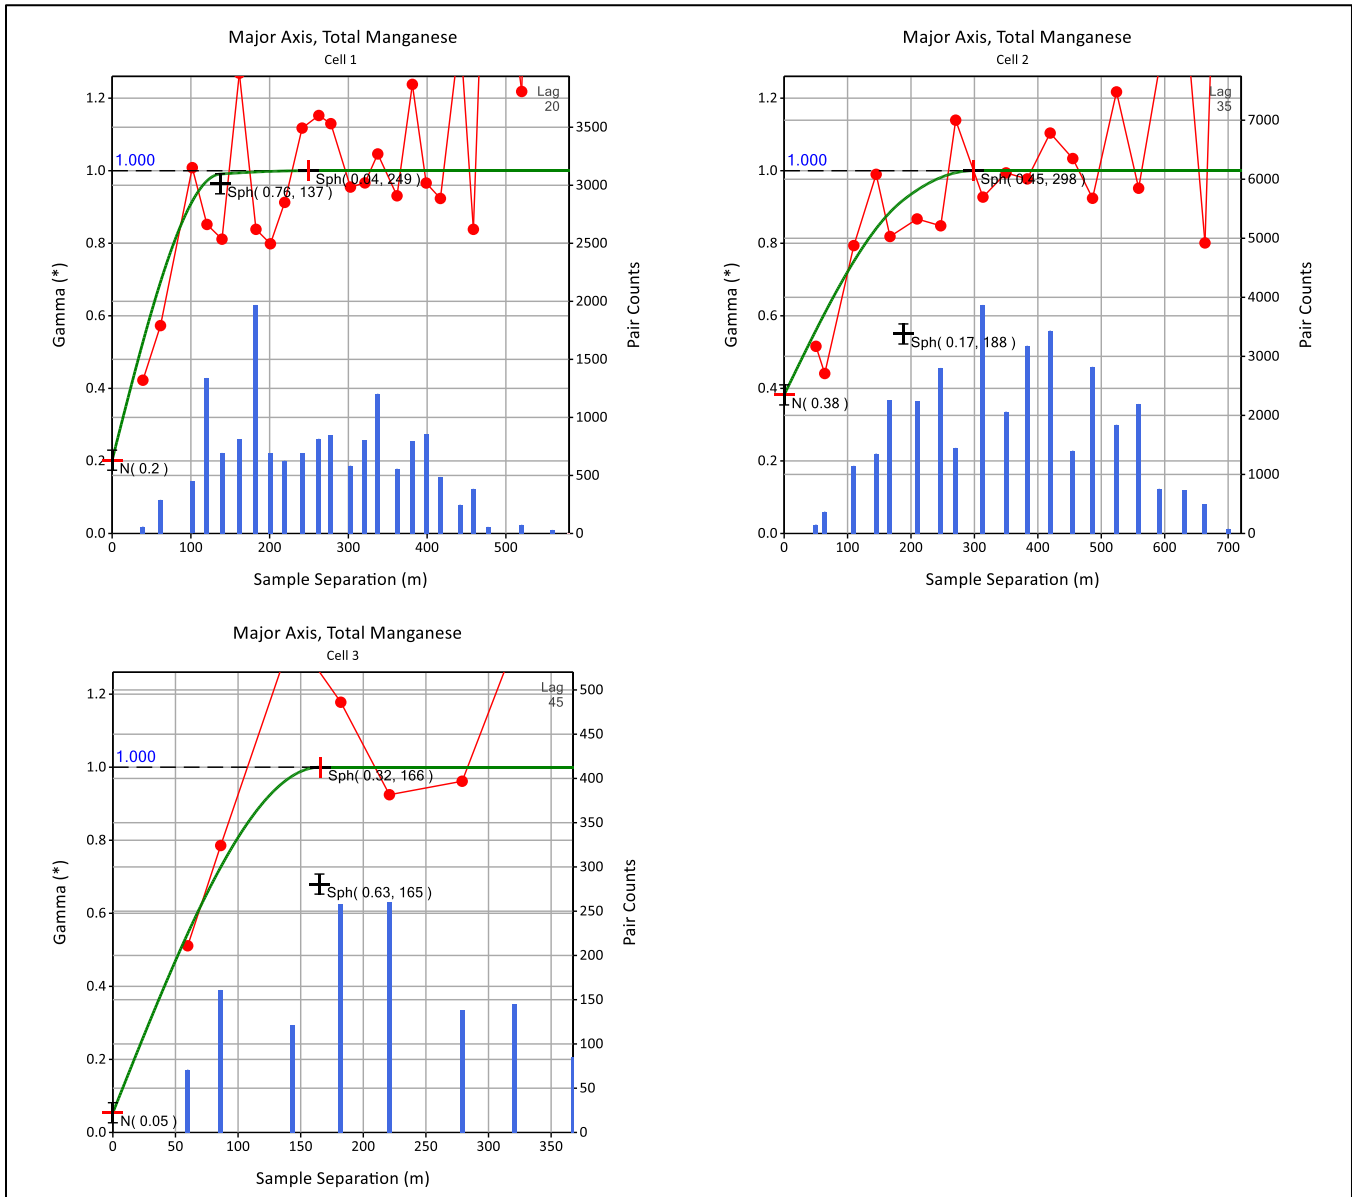 Major Axis, Total Manganese
Cell 1
Lag
20
1.000
Sph( 0.76, 137 )
Sph( 0.04, 249 )
N( 0.2 )
Gamma (*)
1.2
1.0
0.8
0.6
0.4
0.2
0.0
Pair Counts
3500
3000
2500
2000
1500
1000
500
0
0 100 200 300 400 500
Sample Separation (m)
Major Axis, Total Manganese
Cell 2
Lag
35
1.000
Sph( 0.45, 298 )
Sph( 0.17, 188 )
N( 0.38 )
Gamma (*)
1.2
1.0
0.8
0.6
0.4
0.2
0.0
Pair Counts
7000
6000
5000
4000
3000
2000
1000
0
0 100 200 300 400 500 600 700
Sample Separation (m)
Major Axis, Total Manganese
Cell 3
Lag
45
1.000
Sph( 0.32, 166 )
Sph( 0.63, 165 )
N( 0.05 )
Gamma (*)
1.2
1.0
0.8
0.6
0.4
0.2
0.0
Pair Counts
500
450
400
350
300
250
200
150
100
50
0
0 50 100 150 200 250 300 350
Sample Separation (m)